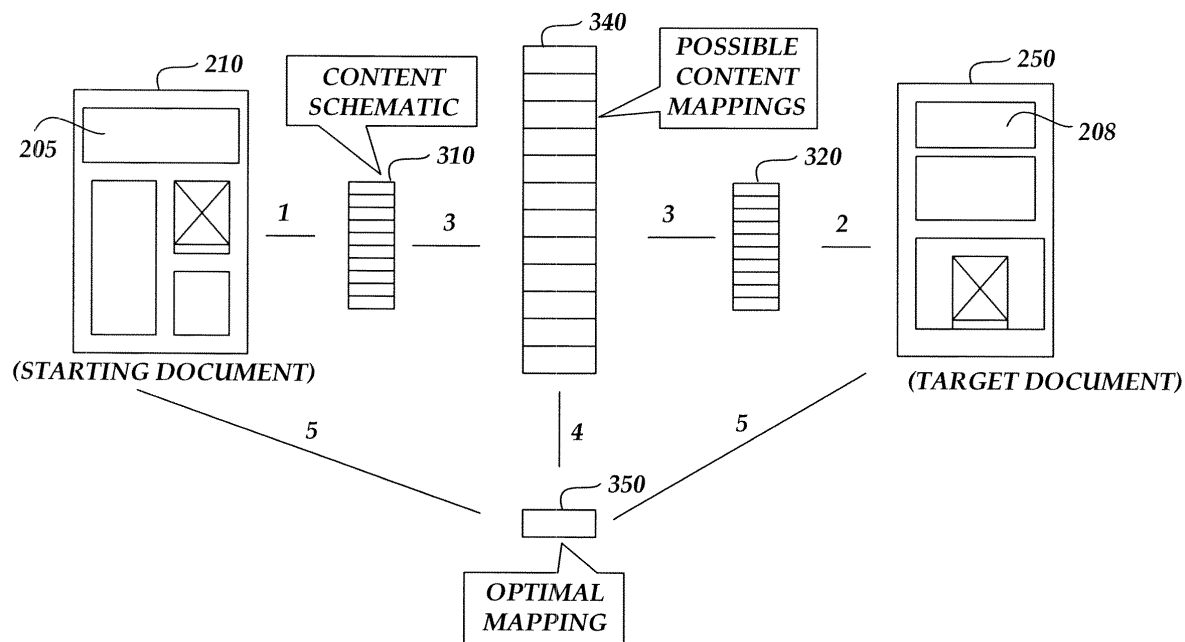 340
210
CONTENT
SCHEMATIC
POSSIBLE
CONTENT
MAPPINGS
250
205
310
320
208
1
3
3
2
(STARTING DOCUMENT)
(TARGET DOCUMENT)
5
4
5
350
OPTIMAL
MAPPING